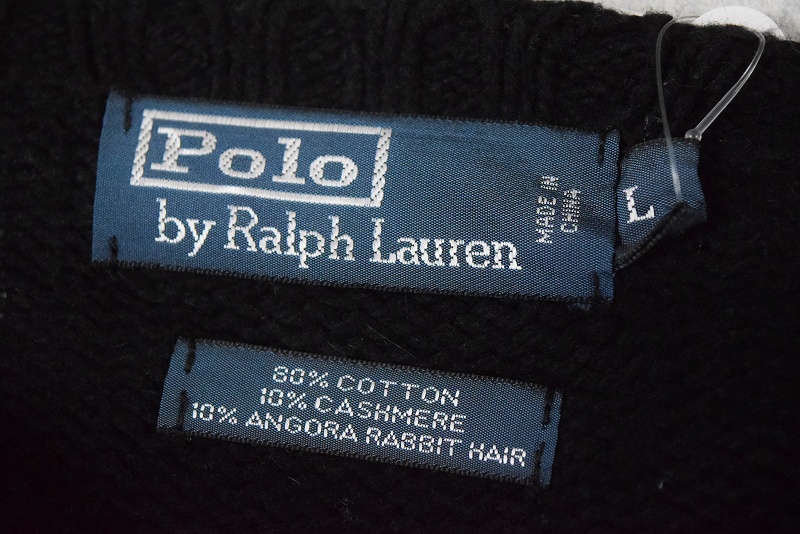 Polo
by Ralph Lauren
MADE IN
CHINA
L
80% COTTON
10% CASHMERE
10% ANGORA RABBIT HAIR